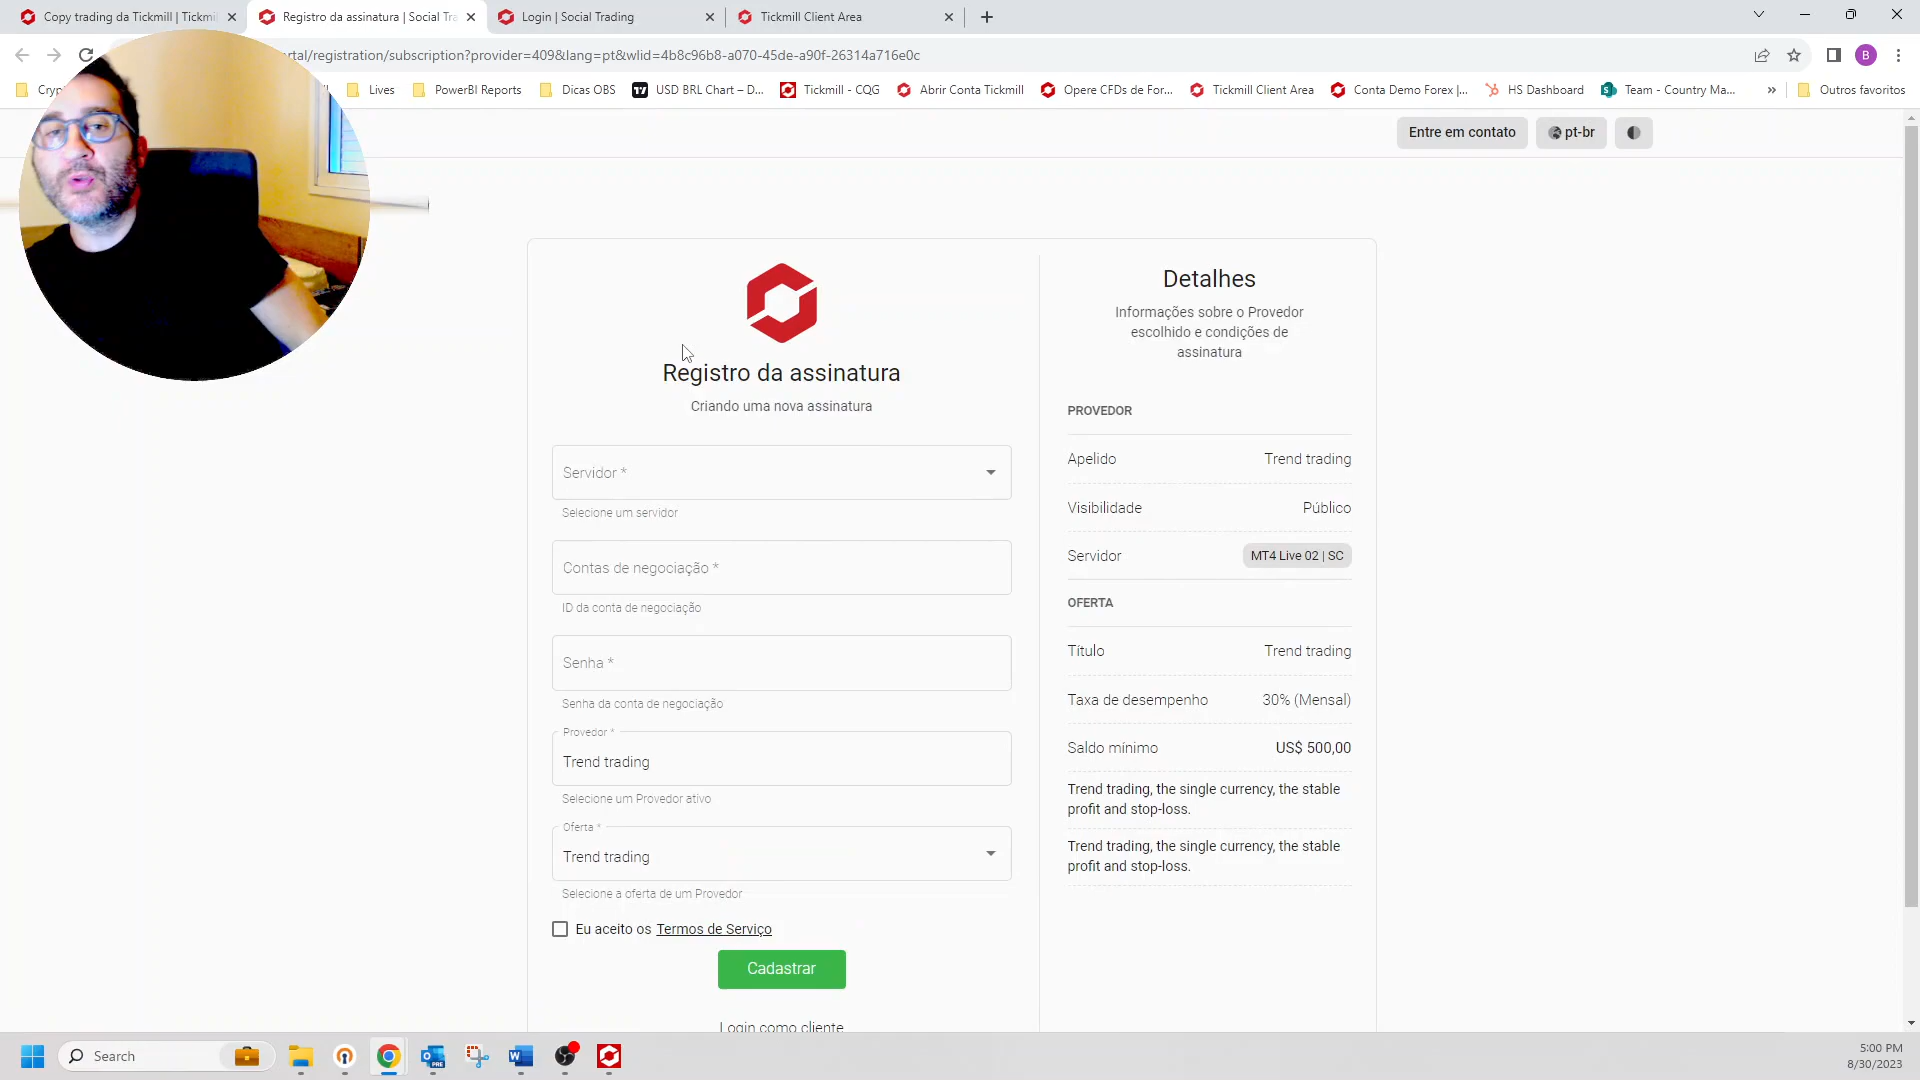 Copy trading da Tickmill | Tickmi
Registro da assinatura | Social Tra
Login | Social Trading
Tickmill Client Area
rtal/registration/subscription?provider=409&lang=pt&wlid=4b8c96b8-a070-45de-a90f-26314a716e0c
B
Lives
PowerBI Reports
Dicas OBS
USD BRL Chart – D...
Tickmill - CQG
Abrir Conta Tickmill
Opere CFDs de For...
Tickmill Client Area
Conta Demo Forex |...
HS Dashboard
Team - Country Ma...
»
Outros favoritos
Entre em contato
pt-br
Registro da assinatura
Criando uma nova assinatura
Servidor *
Selecione um servidor
Contas de negociação *
ID da conta de negociação
Senha *
Senha da conta de negociação
Provedor *
Trend trading
Selecione um Provedor ativo
Oferta *
Trend trading
Selecione a oferta de um Provedor
Eu aceito os Termos de Serviço
Cadastrar
Login como cliente
Detalhes
Informações sobre o Provedor
escolhido e condições de
assinatura
PROVEDOR
Apelido Trend trading
Visibilidade Público
Servidor MT4 Live 02 | SC
OFERTA
Título Trend trading
Taxa de desempenho 30% (Mensal)
Saldo mínimo US$ 500,00
Trend trading, the single currency, the stable
profit and stop-loss.
Trend trading, the single currency, the stable
profit and stop-loss.
Search
5:00 PM
8/30/2023